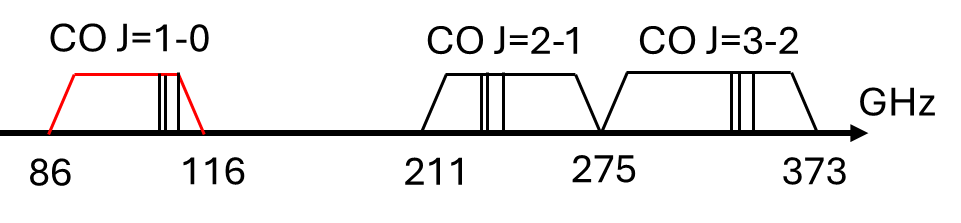 CO J=1-0
CO J=2-1
CO J=3-2
GHz
86
116
211
275
373